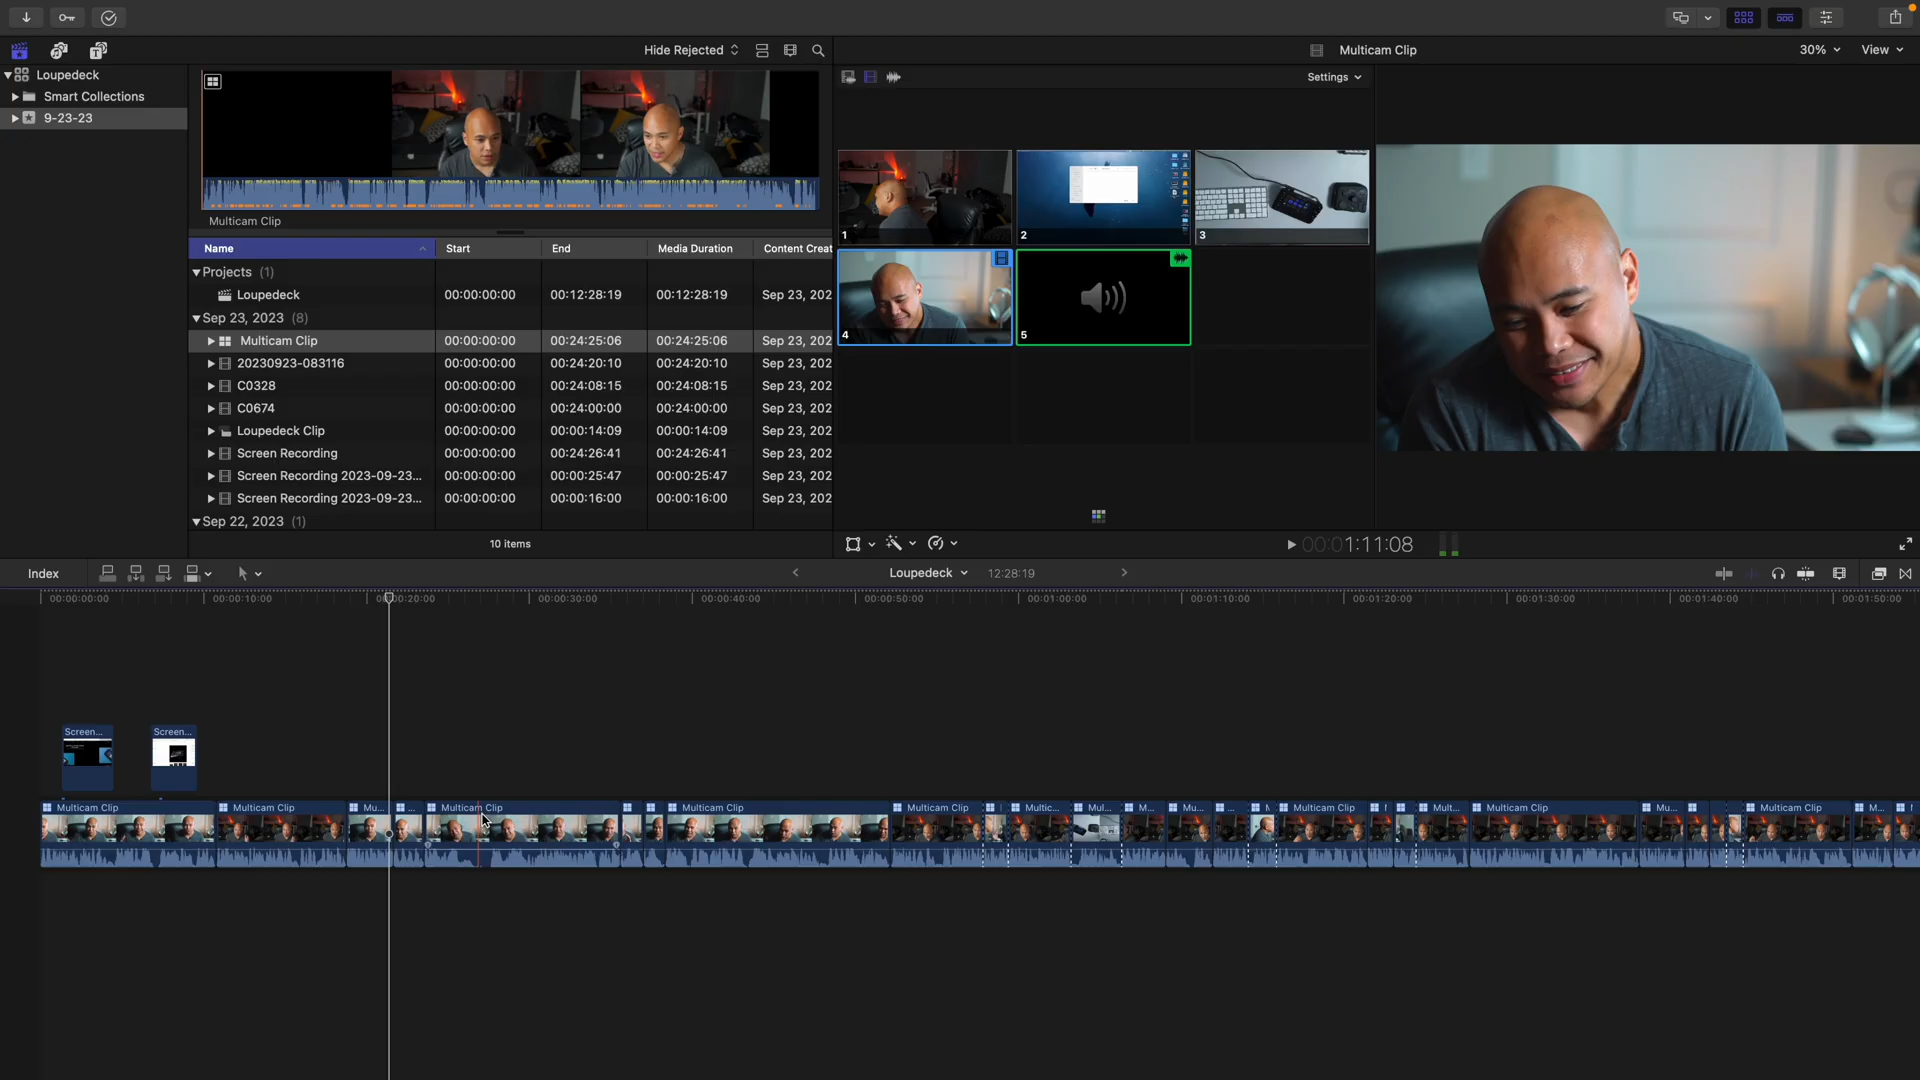 Hide Rejected
Multicam Clip
30%
View
Loupedeck
Smart Collections
9-23-23
Settings
1
2
3
4
5
Multicam Clip
Name Start End Media Duration Content Creat
Projects (1)
Loupedeck 00:00:00:00 00:12:28:19 00:12:28:19 Sep 23, 202
Sep 23, 2023 (8)
Multicam Clip 00:00:00:00 00:24:25:06 00:24:25:06 Sep 23, 202
20230923-083116 00:00:00:00 00:24:20:10 00:24:20:10 Sep 23, 202
C0328 00:00:00:00 00:24:08:15 00:24:08:15 Sep 23, 202
C0674 00:00:00:00 00:24:00:00 00:24:00:00 Sep 23, 202
Loupedeck Clip 00:00:00:00 00:00:14:09 00:00:14:09 Sep 23, 202
Screen Recording 00:00:00:00 00:24:26:41 00:24:26:41 Sep 23, 202
Screen Recording 2023-09-23... 00:00:00:00 00:00:25:47 00:00:25:47 Sep 23, 202
Screen Recording 2023-09-23... 00:00:00:00 00:00:16:00 00:00:16:00 Sep 23, 202
Sep 22, 2023 (1)
10 items
00:01:11:08
Index
Loupedeck
12:28:19
00:00:00:00 00:00:10:00 00:00:20:00 00:00:30:00 00:00:40:00 00:00:50:00 00:01:00:00 00:01:10:00 00:01:20:00 00:01:30:00 00:01:40:00 00:01:50:00
Screen... Screen...
Multicam Clip Multicam Clip Mu... ... Multicam Clip Multicam Clip Multicam Clip Multic... Mul... M... Mu... ... Multicam Clip Mult... Multicam Clip Mu... Multicam Clip M...